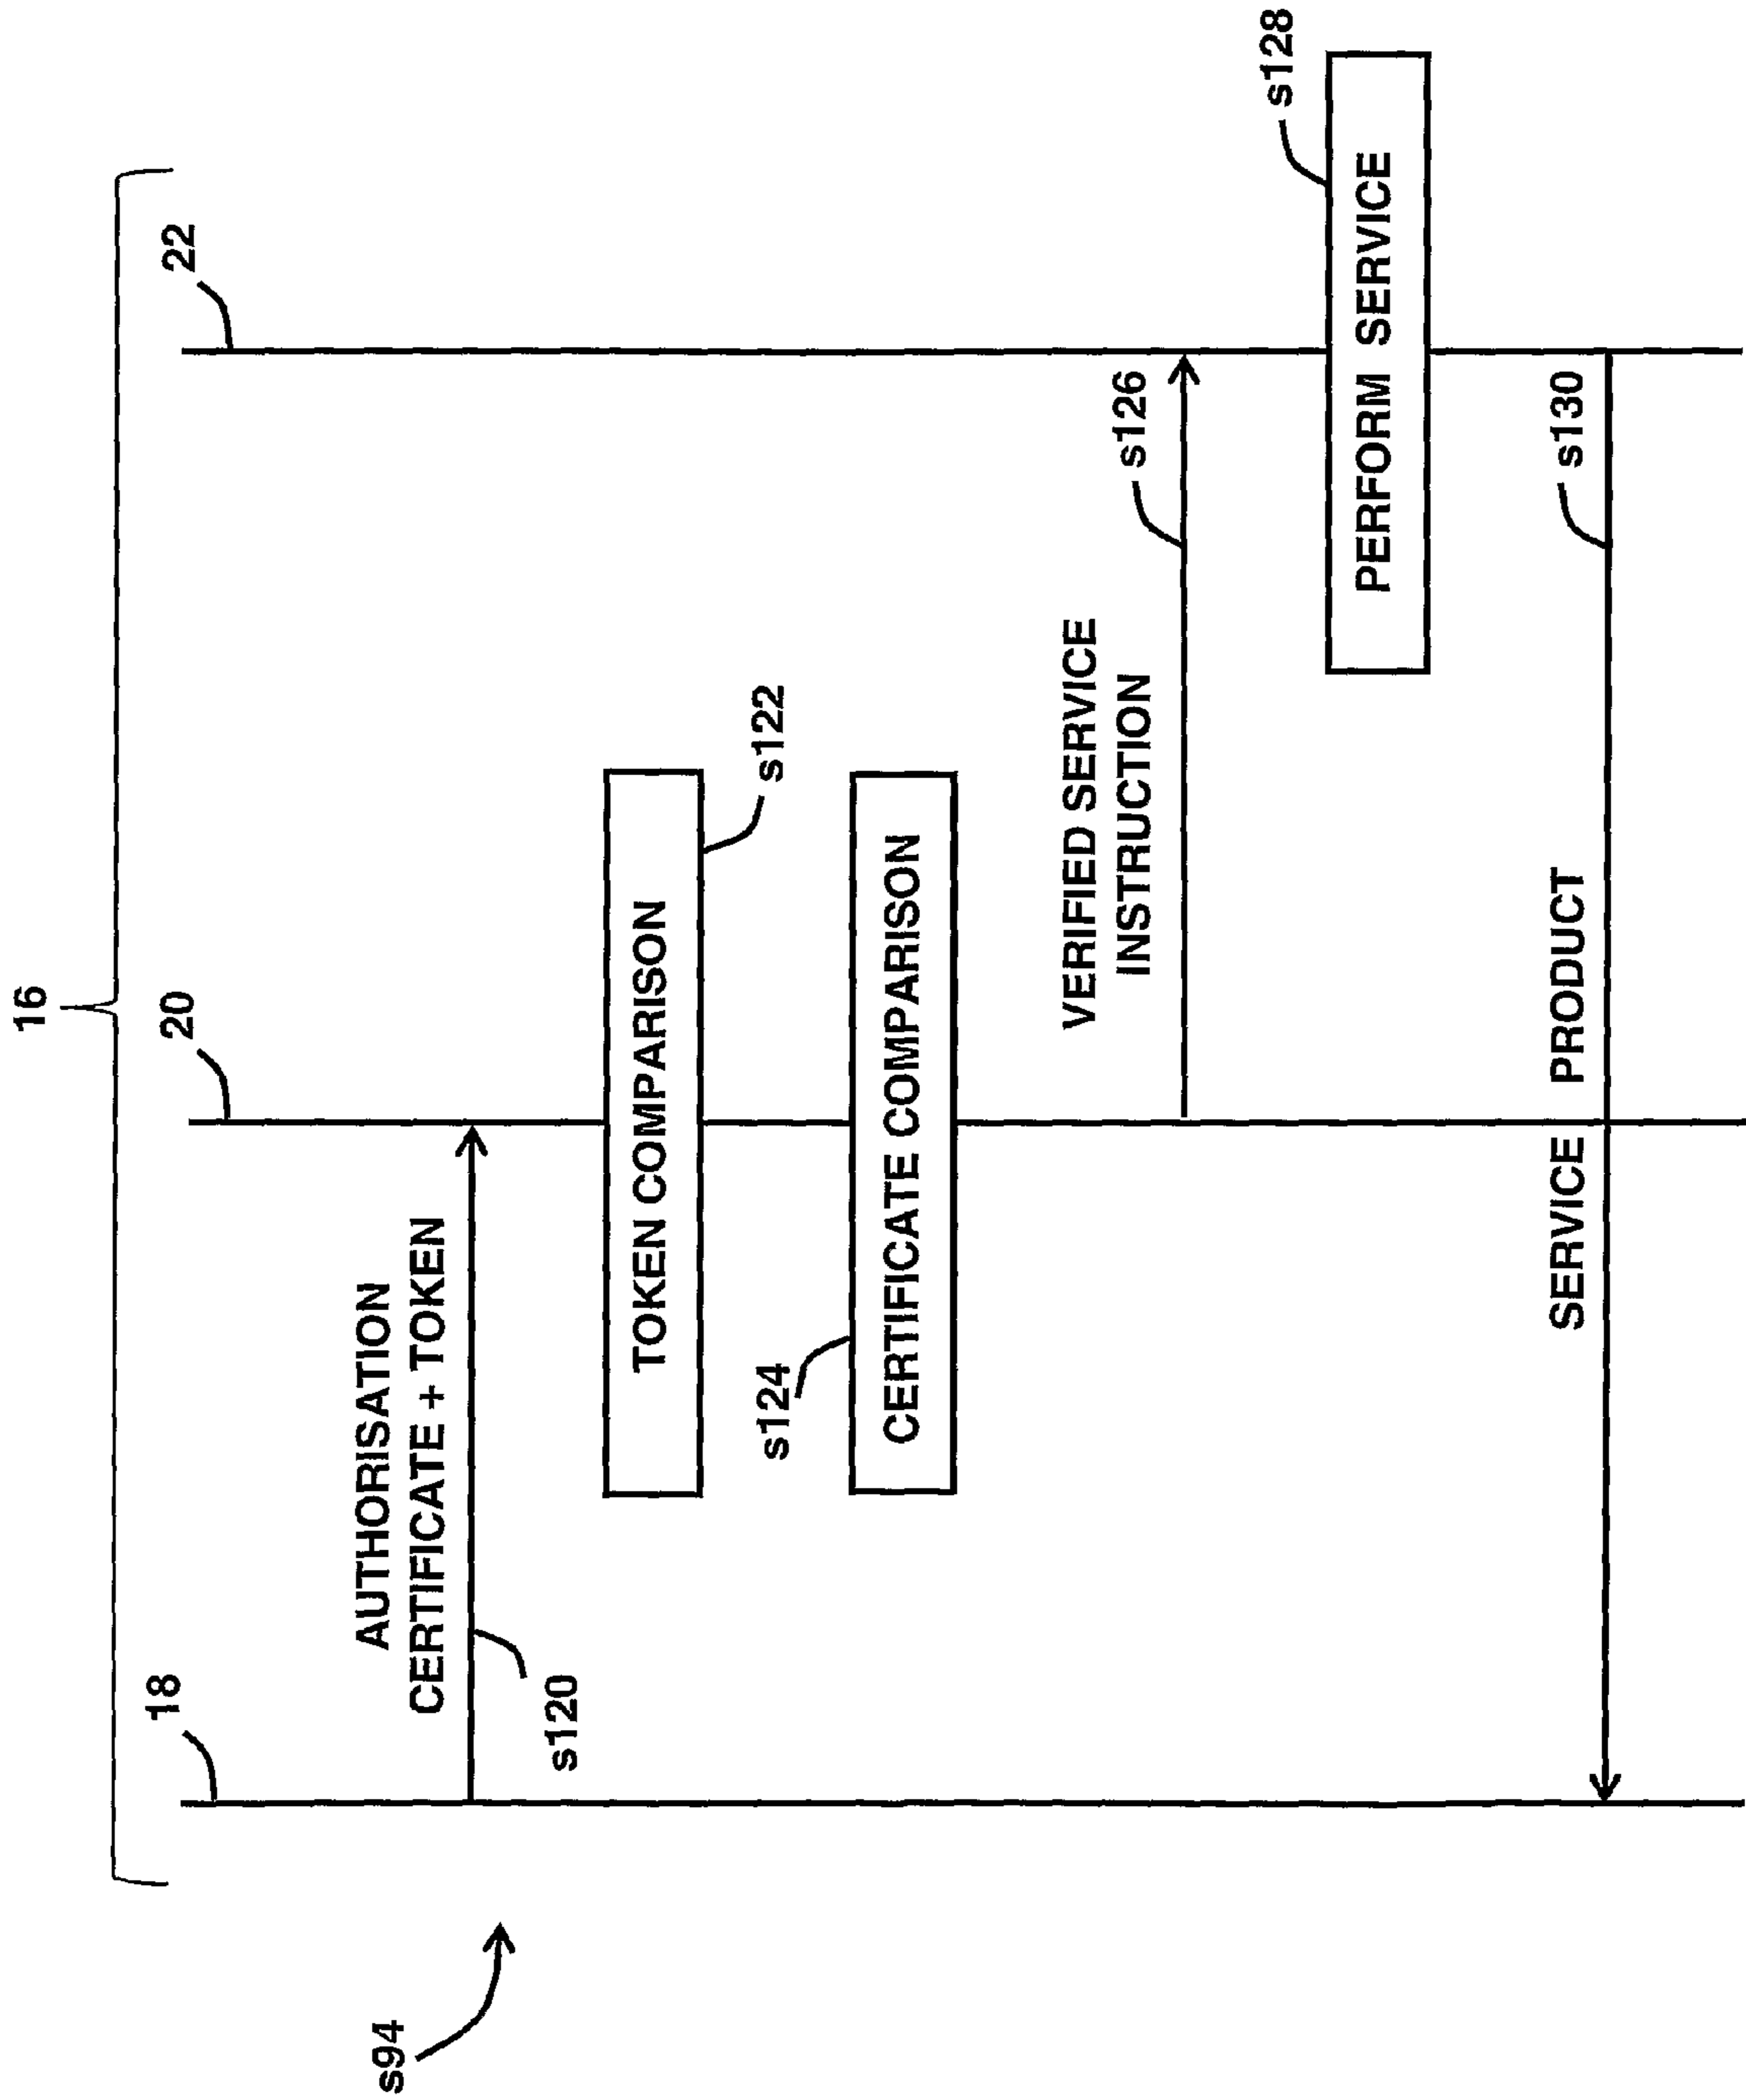 16
18
20
22
s94
AUTHORISATION
CERTIFICATE + TOKEN
s120
TOKEN COMPARISON
s122
s124
CERTIFICATE COMPARISON
VERIFIED SERVICE
INSTRUCTION
s126
s128
PERFORM SERVICE
SERVICE PRODUCT
s130